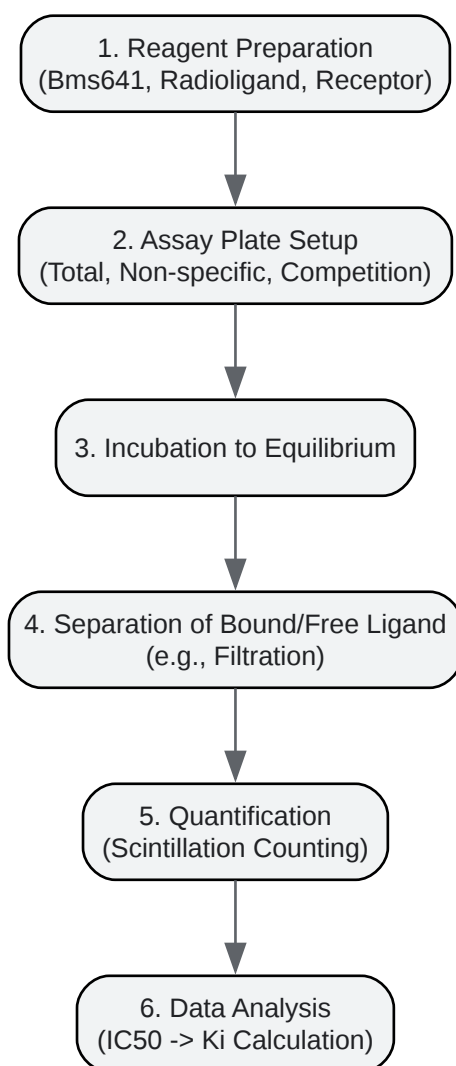 1. Reagent Preparation
(Bms641, Radioligand, Receptor)
2. Assay Plate Setup
(Total, Non-specific, Competition)
3. Incubation to Equilibrium
4. Separation of Bound/Free Ligand
(e.g., Filtration)
5. Quantification
(Scintillation Counting)
6. Data Analysis
(IC50 -> Ki Calculation)